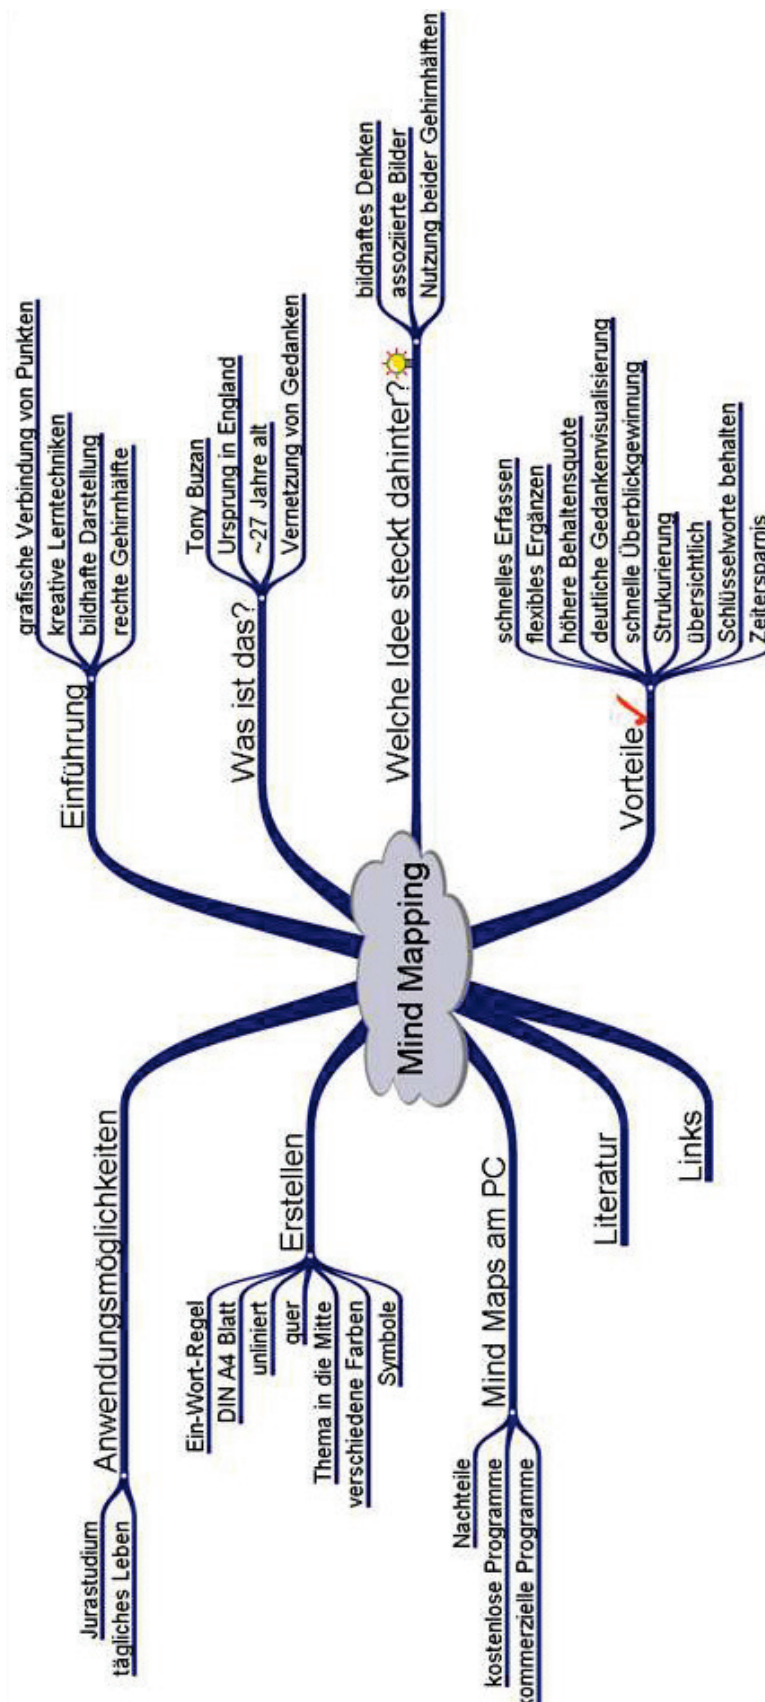 Mind Mapping
Einführung
grafische Verbindung von Punkten
kreative Lerntechniken
bildhafte Darstellung
rechte Gehirnhälfte
Was ist das?
Tony Buzan
Ursprung in England
~27 Jahre alt
Vernetzung von Gedanken
Welche Idee steckt dahinter?
bildhaftes Denken
assoziierte Bilder
Nutzung beider Gehirnhälften
Vorteile
schnelles Erfassen
flexibles Ergänzen
höhere Behaltensquote
deutliche Gedankenvisualisierung
schnelle Überblickgewinnung
Strukurierung
übersichtlich
Schlüsselworte behalten
Zeitersparnis
Anwendungsmöglichkeiten
Jurastudium
tägliches Leben
Erstellen
Ein-Wort-Regel
DIN A4 Blatt
unliniert
quer
Thema in die Mitte
verschiedene Farben
Symbole
Mind Maps am PC
Nachteile
kostenlose Programme
kommerzielle Programme
Literatur
Links